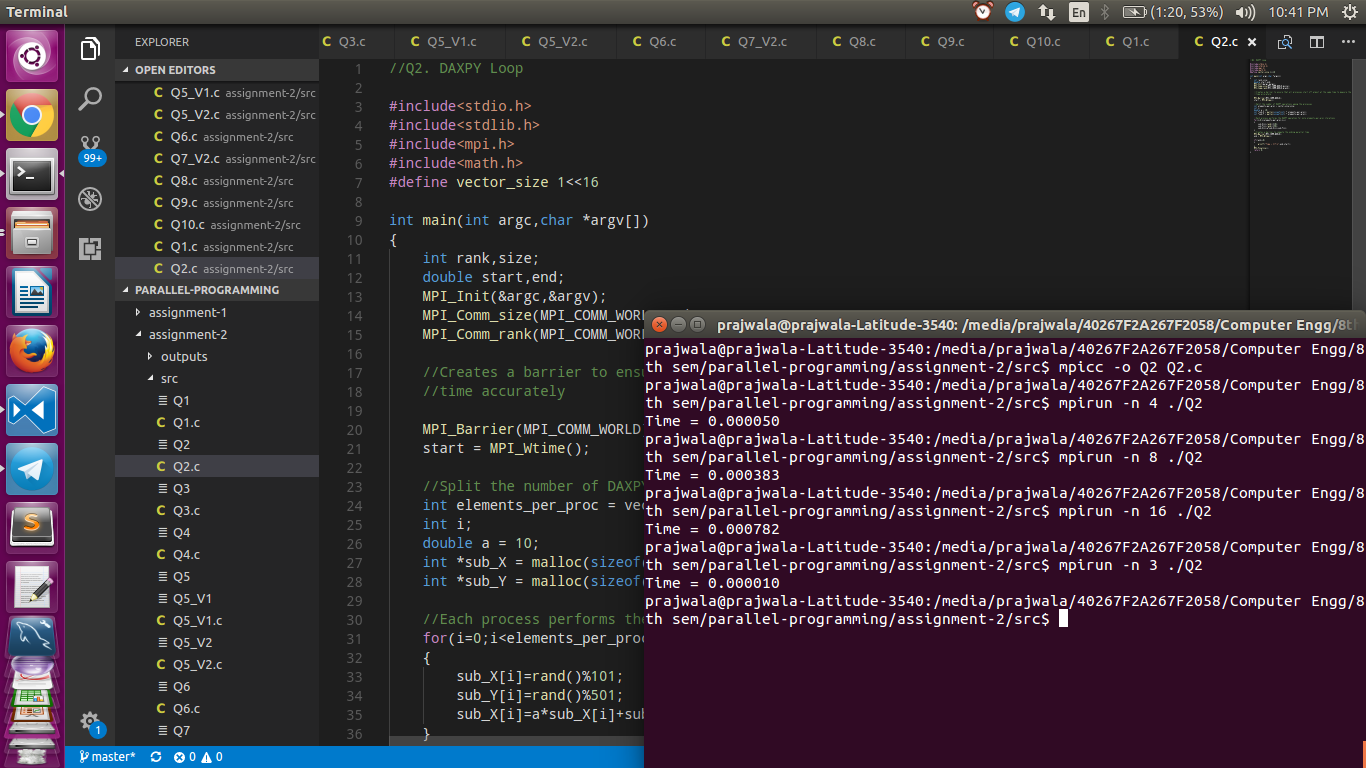 Terminal
En
(1:20, 53%)
10:41 PM
EXPLORER
OPEN EDITORS
C Q5_V1.c assignment-2/src
C Q5_V2.c assignment-2/src
C Q6.c assignment-2/src
C Q7_V2.c assignment-2/src
C Q8.c assignment-2/src
C Q9.c assignment-2/src
C Q10.c assignment-2/src
C Q1.c assignment-2/src
C Q2.c assignment-2/src
PARALLEL-PROGRAMMING
assignment-1
assignment-2
outputs
src
Q1
C Q1.c
Q2
C Q2.c
Q3
C Q3.c
Q4
C Q4.c
Q5
Q5_V1
C Q5_V1.c
Q5_V2
C Q5_V2.c
Q6
C Q6.c
Q7
99+
1
master* 0 0
C Q3.c C Q5_V1.c C Q5_V2.c C Q6.c C Q7_V2.c C Q8.c C Q9.c C Q10.c C Q1.c C Q2.c
1 //Q2. DAXPY Loop
2
3 #include<stdio.h>
4 #include<stdlib.h>
5 #include<mpi.h>
6 #include<math.h>
7 #define vector_size 1<<16
8
9 int main(int argc,char *argv[])
10 {
11 int rank,size;
12 double start,end;
13 MPI_Init(&argc,&argv);
14 MPI_Comm_size(MPI_COMM_WORL
15 MPI_Comm_rank(MPI_COMM_WORL
16
17 //Creates a barrier to ensu
18 //time accurately
19
20 MPI_Barrier(MPI_COMM_WORLD
21 start = MPI_Wtime();
22
23 //Split the number of DAXPY
24 int elements_per_proc = vec
25 int i;
26 double a = 10;
27 int *sub_X = malloc(sizeof(
28 int *sub_Y = malloc(sizeof(
29
30 //Each process performs the
31 for(i=0;i<elements_per_proc
32 {
33 sub_X[i]=rand()%101;
34 sub_Y[i]=rand()%501;
35 sub_X[i]=a*sub_X[i]+sub
36 }
prajwala@prajwala-Latitude-3540: /media/prajwala/40267F2A267F2058/Computer Engg/8th
prajwala@prajwala-Latitude-3540:/media/prajwala/40267F2A267F2058/Computer Engg/8
th sem/parallel-programming/assignment-2/src$ mpicc -o Q2 Q2.c
prajwala@prajwala-Latitude-3540:/media/prajwala/40267F2A267F2058/Computer Engg/8
th sem/parallel-programming/assignment-2/src$ mpirun -n 4 ./Q2
Time = 0.000050
prajwala@prajwala-Latitude-3540:/media/prajwala/40267F2A267F2058/Computer Engg/8
th sem/parallel-programming/assignment-2/src$ mpirun -n 8 ./Q2
Time = 0.000383
prajwala@prajwala-Latitude-3540:/media/prajwala/40267F2A267F2058/Computer Engg/8
th sem/parallel-programming/assignment-2/src$ mpirun -n 16 ./Q2
Time = 0.000782
prajwala@prajwala-Latitude-3540:/media/prajwala/40267F2A267F2058/Computer Engg/8
th sem/parallel-programming/assignment-2/src$ mpirun -n 3 ./Q2
Time = 0.000010
prajwala@prajwala-Latitude-3540:/media/prajwala/40267F2A267F2058/Computer Engg/8
th sem/parallel-programming/assignment-2/src$